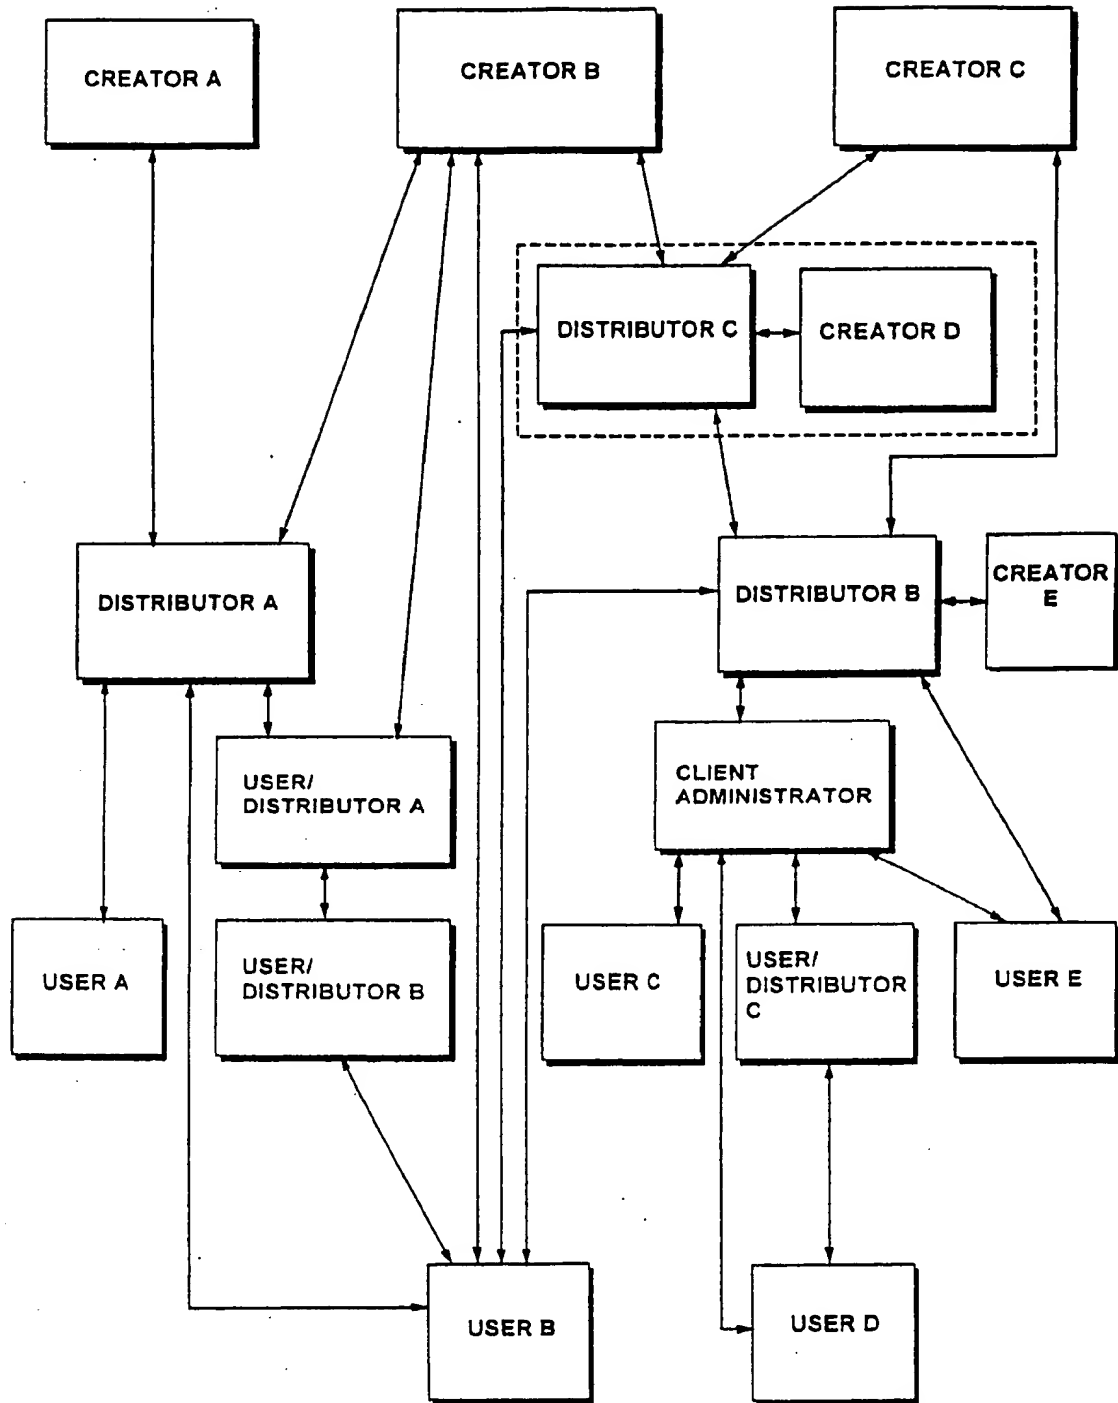 CREATOR A
CREATOR B
CREATOR C
DISTRIBUTOR C
CREATOR D
DISTRIBUTOR A
DISTRIBUTOR B
CREATOR
E
USER/
DISTRIBUTOR A
CLIENT
ADMINISTRATOR
USER A
USER/
DISTRIBUTOR B
USER C
USER/
DISTRIBUTOR
C
USER E
USER B
USER D